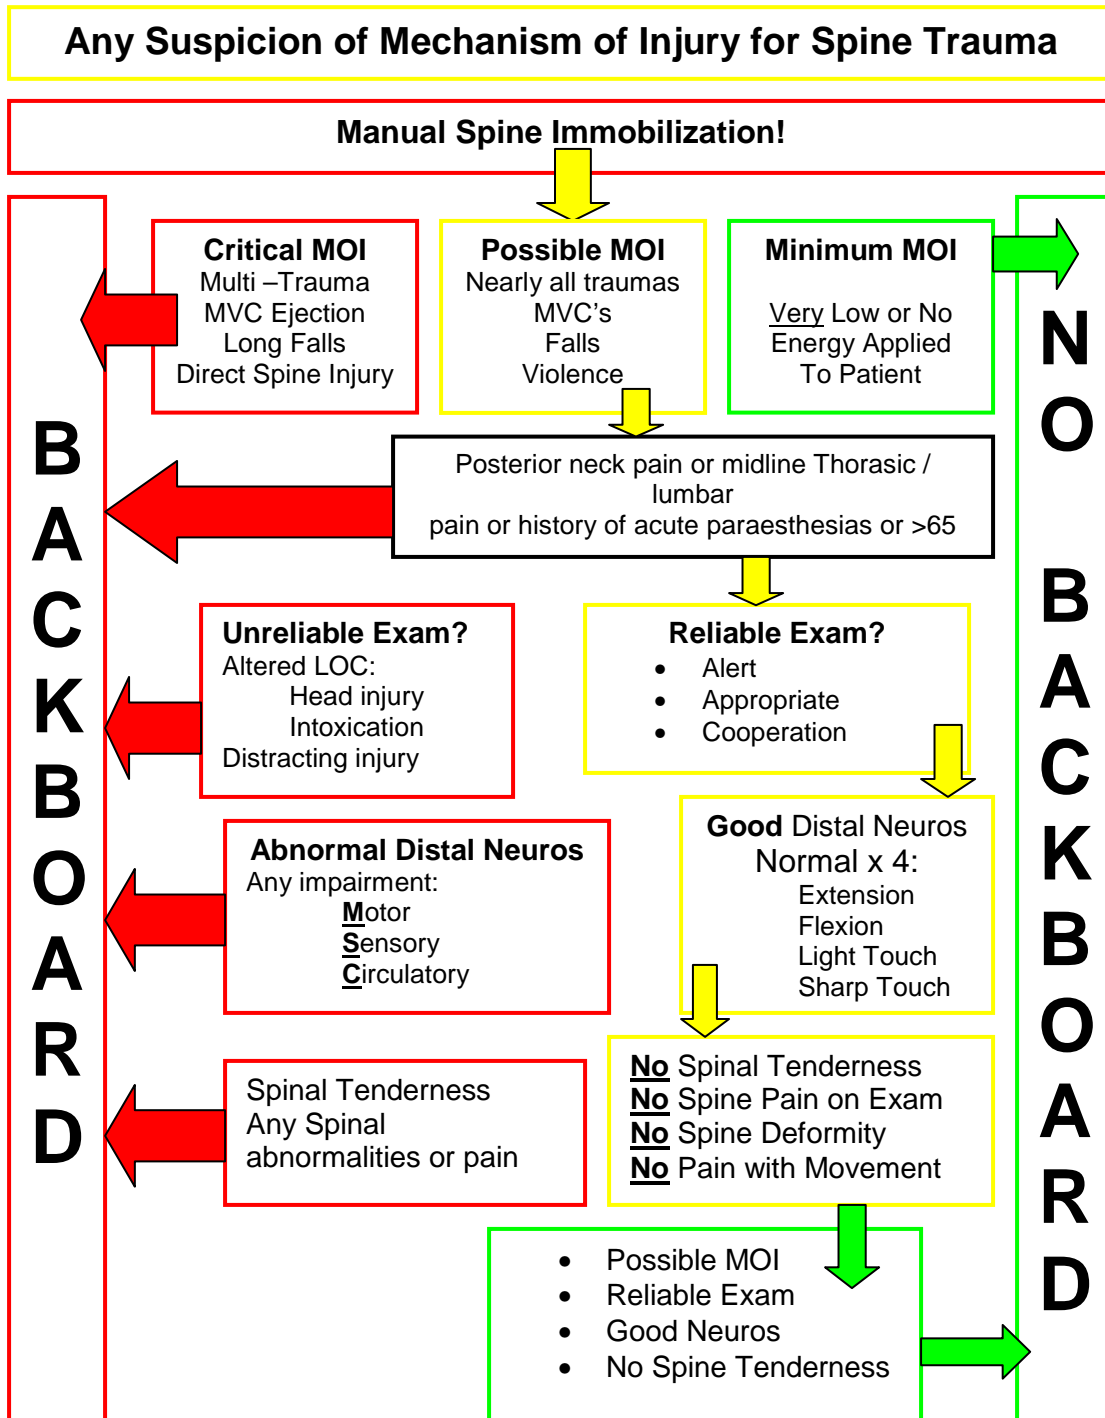 Any Suspicion of Mechanism of Injury for Spine Trauma
Manual Spine Immobilization!
Critical MOI
Multi –Trauma
MVC Ejection
Long Falls
Direct Spine Injury
Possible MOI
Nearly all traumas
MVC's
Falls
Violence
Minimum MOI
Very Low or No
Energy Applied
To Patient
Posterior neck pain or midline Thorasic /
lumbar
pain or history of acute paraesthesias or >65
Unreliable Exam?
Altered LOC:
Head injury
Intoxication
Distracting injury
Reliable Exam?
• Alert
• Appropriate
• Cooperation
Abnormal Distal Neuros
Any impairment:
Motor
Sensory
Circulatory
Good Distal Neuros
Normal x 4:
Extension
Flexion
Light Touch
Sharp Touch
Spinal Tenderness
Any Spinal
abnormalities or pain
No Spinal Tenderness
No Spine Pain on Exam
No Spine Deformity
No Pain with Movement
• Possible MOI
• Reliable Exam
• Good Neuros
• No Spine Tenderness
BACKBOARD
NO BACKBOARD